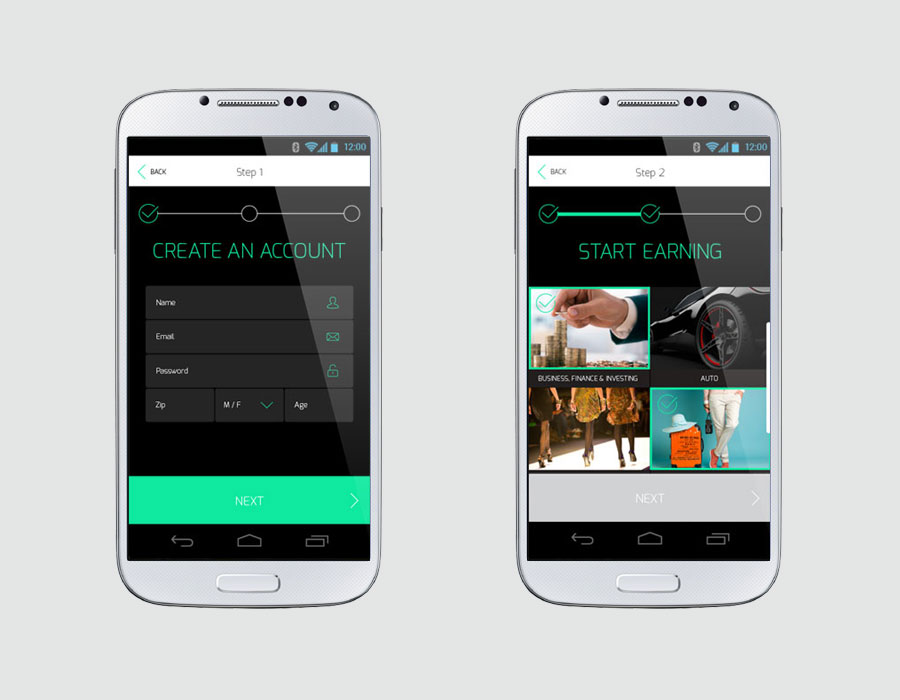 12:00
BACK
Step 1
CREATE AN ACCOUNT
Name
Email
Password
Zip
M / F
Age
NEXT
12:00
BACK
Step 2
START EARNING
BUSINESS, FINANCE & INVESTING
AUTO
NEXT